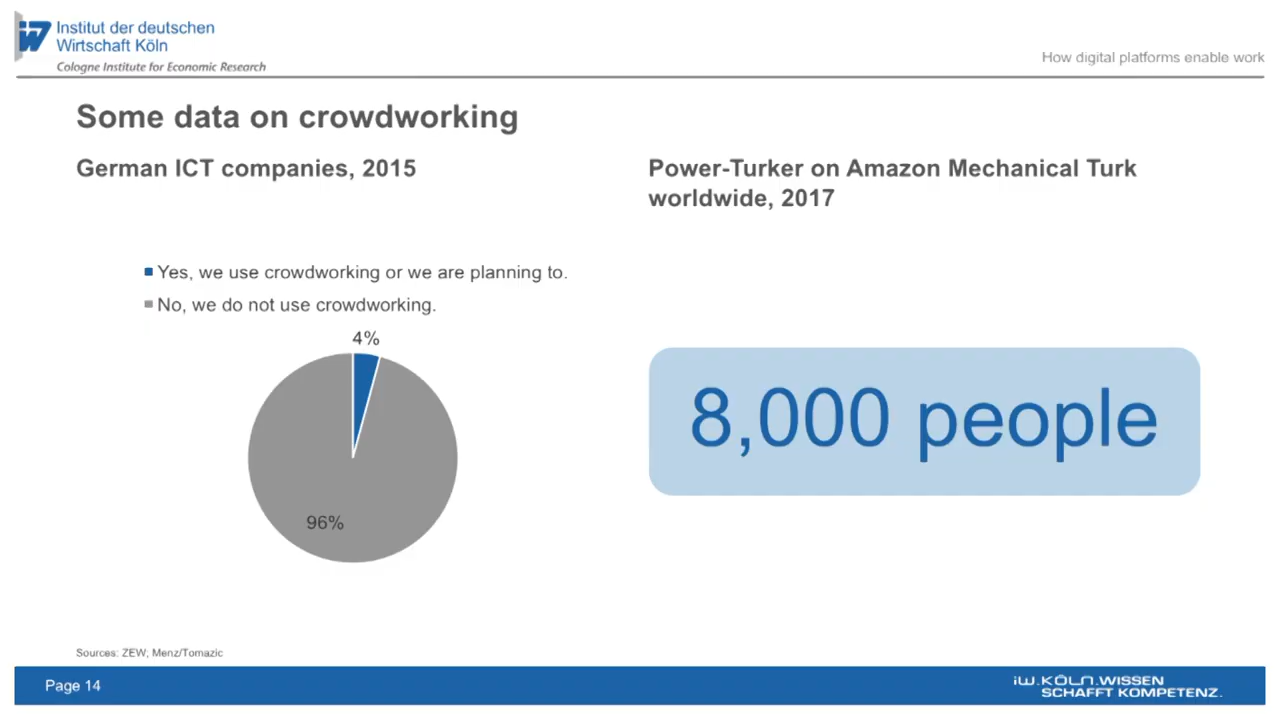 Institut der deutschen
Wirtschaft Köln
Cologne Institute for Economic Research
How digital platforms enable work
Some data on crowdworking
German ICT companies, 2015
Yes, we use crowdworking or we are planning to.
No, we do not use crowdworking.
4%
96%
Power-Turker on Amazon Mechanical Turk
worldwide, 2017
8,000 people
Sources: ZEW; Menz/Tomazic
Page 14
iW.KÖLN.WISSEN
SCHAFFT KOMPETENZ.